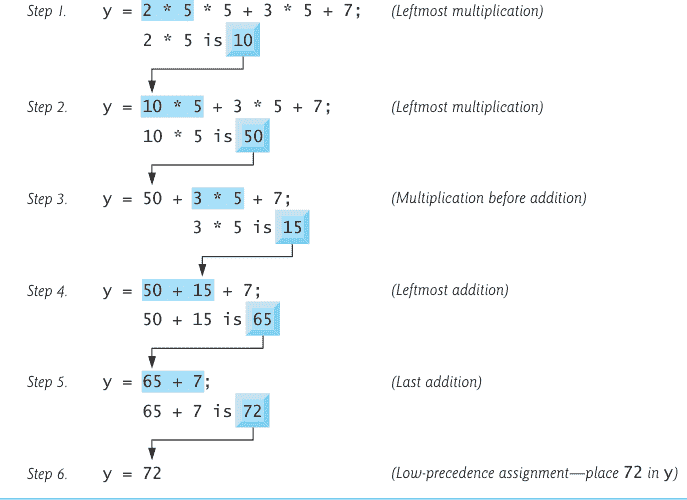 Step 1. y = 2 * 5 * 5 + 3 * 5 + 7; (Leftmost multiplication)
2 * 5 is 10
Step 2. y = 10 * 5 + 3 * 5 + 7; (Leftmost multiplication)
10 * 5 is 50
Step 3. y = 50 + 3 * 5 + 7; (Multiplication before addition)
3 * 5 is 15
Step 4. y = 50 + 15 + 7; (Leftmost addition)
50 + 15 is 65
Step 5. y = 65 + 7; (Last addition)
65 + 7 is 72
Step 6. y = 72 (Low-precedence assignment—place 72 in y)